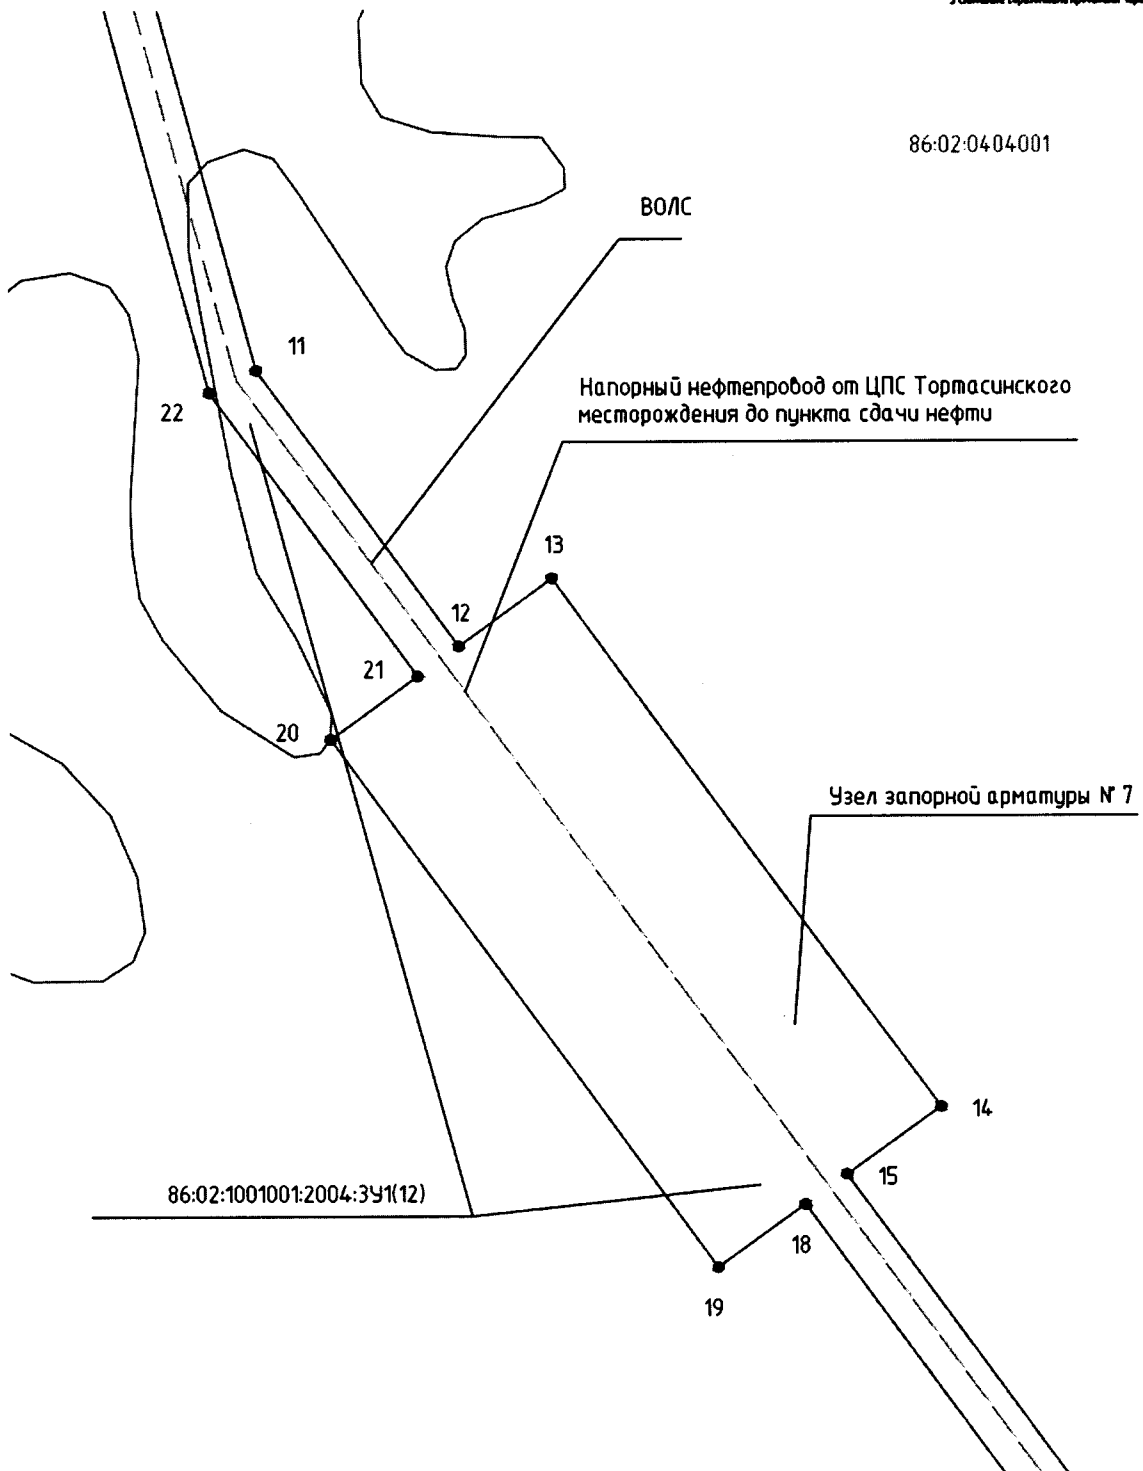 86:02:0404001
ВОЛС
11
Напорный нефтепровод от ЦПС Тортасинского
месторождения до пункта сдачи нефти
22
13
12
21
20
Узел запорной арматуры № 7
14
15
86:02:1001001:2004:ЗУ1(12)
18
19